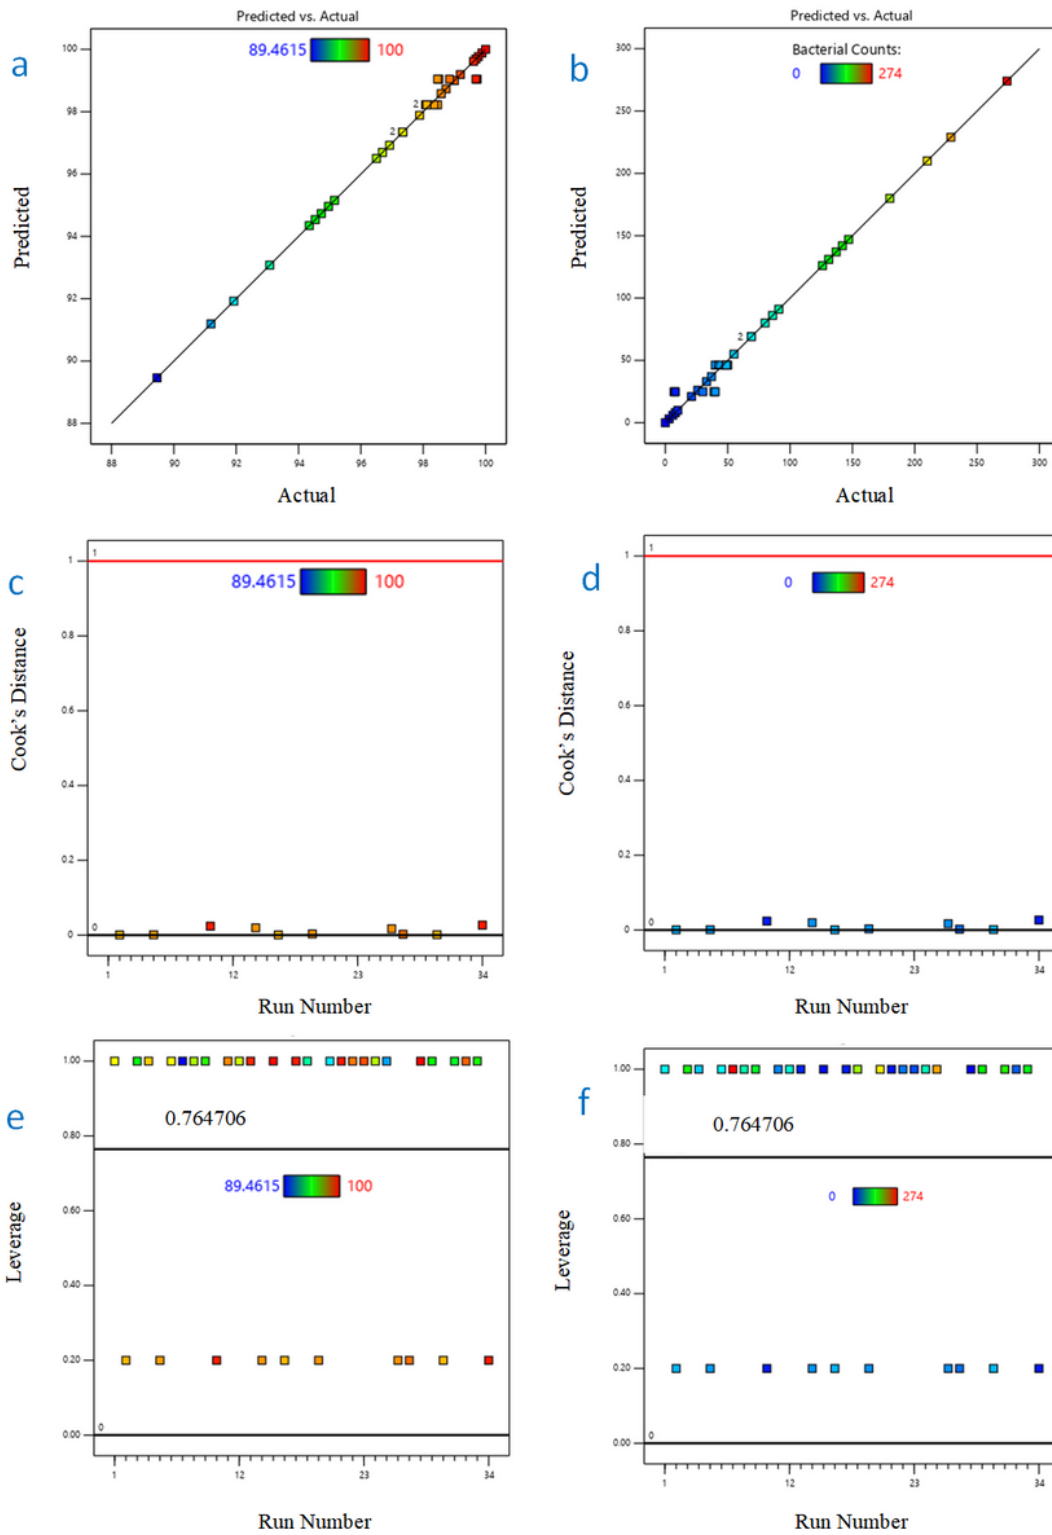 Predicted vs. Actual
a
89.4615 100
100
98
96
94
92
90
88
2
2
Predicted
88 90 92 94 96 98 100
Actual
Predicted vs. Actual
b
Bacterial Counts:
0 274
300
250
200
150
100
50
0
2
Predicted
0 50 100 150 200 250 300
Actual
c
1
89.4615 100
1
0.8
0.6
0.4
0.2
0
0
Cook's Distance
1 12 23 34
Run Number
d
1
0 274
1
0.8
0.6
0.4
0.2
0
0
Cook's Distance
1 12 23 34
Run Number
e
1.00
0.80
0.60
0.40
0.20
0.00
0.764706
89.4615 100
0
Leverage
1 12 23 34
Run Number
f
1.00
0.80
0.60
0.40
0.20
0.00
0.764706
0 274
0
Leverage
1 12 23 34
Run Number